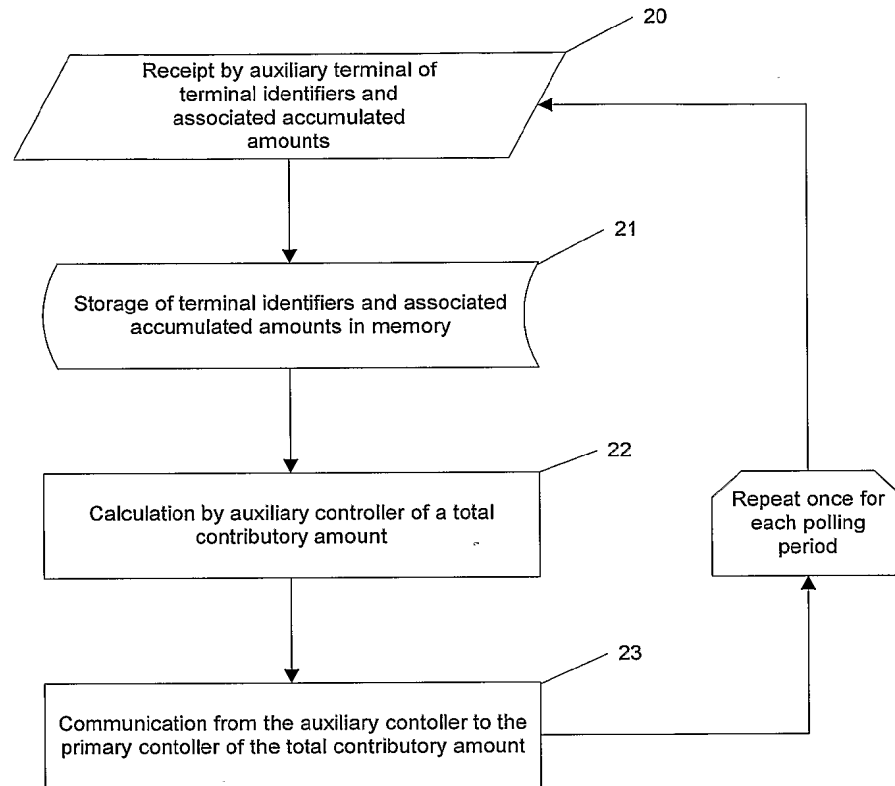 20
Receipt by auxiliary terminal of
terminal identifiers and
associated accumulated
amounts
21
Storage of terminal identifiers and associated
accumulated amounts in memory
22
Calculation by auxiliary controller of a total
contributory amount
Repeat once for
each polling
period
23
Communication from the auxiliary contoller to the
primary contoller of the total contributory amount